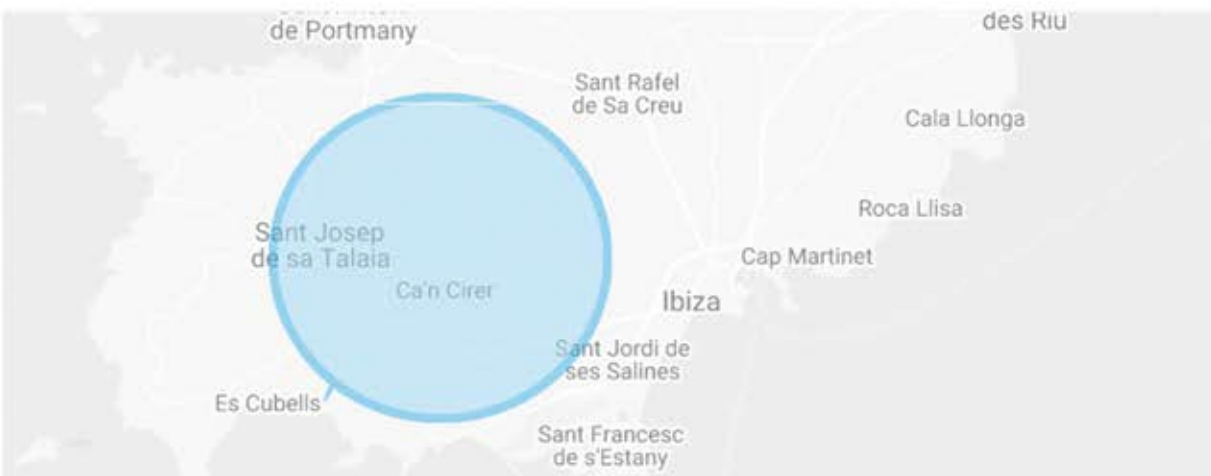 de Portmany
des Riu
Sant Rafel
de Sa Creu
Cala Llonga
Roca Llisa
Sant Josep
de sa Talaia
Cap Martinet
Ca'n Cirer
Ibiza
Sant Jordi de
ses Salines
Es Cubells
Sant Francesc
de s'Estany